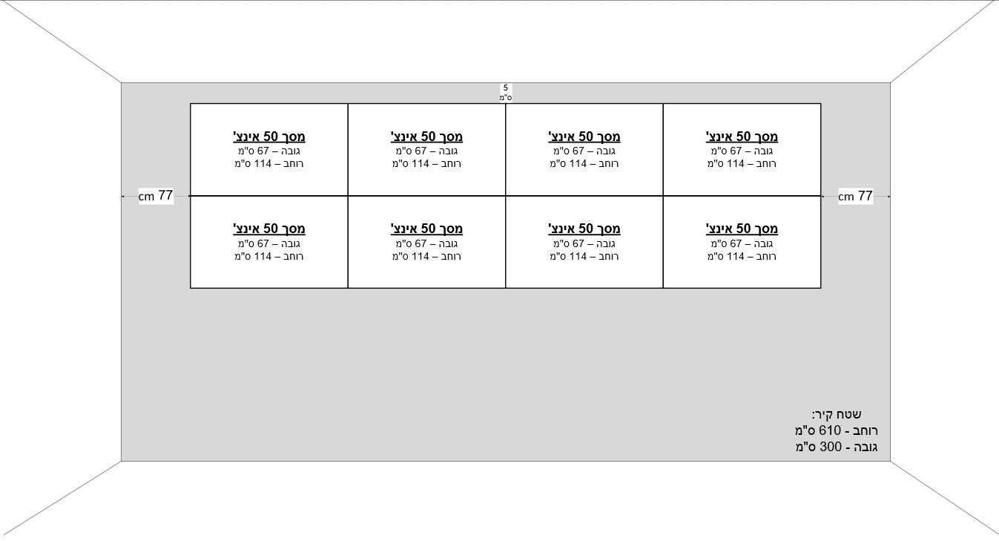 5
ס"מ
מסך 50 אינצ'
גובה – 67 ס"מ
רוחב – 114 ס"מ
מסך 50 אינצ'
גובה – 67 ס"מ
רוחב – 114 ס"מ
מסך 50 אינצ'
גובה – 67 ס"מ
רוחב – 114 ס"מ
מסך 50 אינצ'
גובה – 67 ס"מ
רוחב – 114 ס"מ
77 cm
77 cm
מסך 50 אינצ'
גובה – 67 ס"מ
רוחב – 114 ס"מ
מסך 50 אינצ'
גובה – 67 ס"מ
רוחב – 114 ס"מ
מסך 50 אינצ'
גובה – 67 ס"מ
רוחב – 114 ס"מ
מסך 50 אינצ'
גובה – 67 ס"מ
רוחב – 114 ס"מ
שטח קיר:
רוחב - 610 ס"מ
גובה - 300 ס"מ